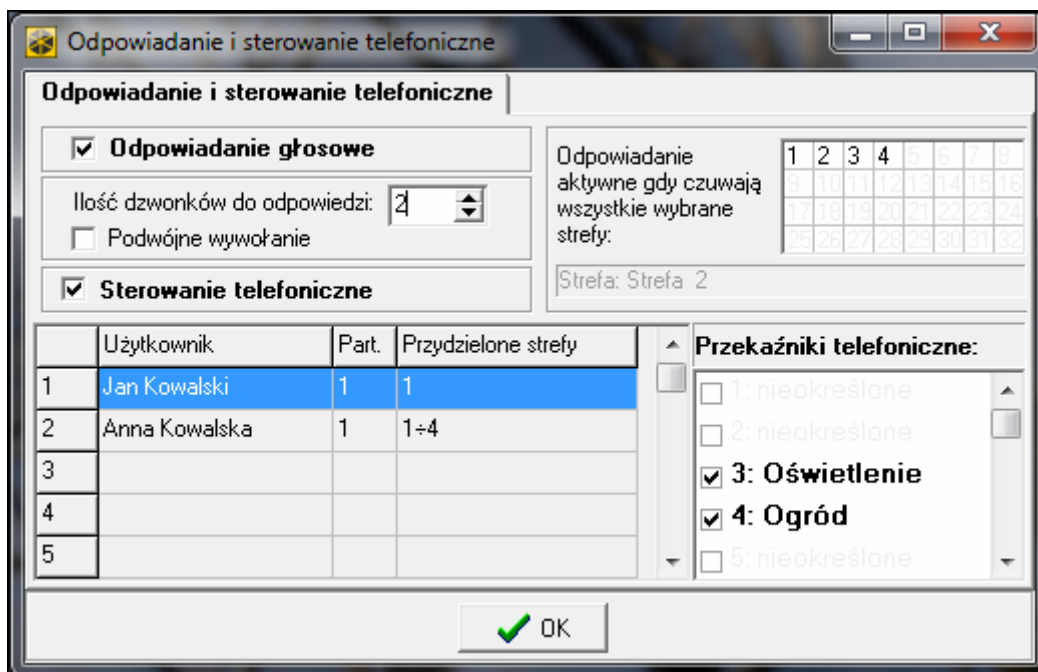 Odpowiadanie i sterowanie telefoniczne
Odpowiadanie i sterowanie telefoniczne
Odpowiadanie głosowe
Ilość dzwonków do odpowiedzi: 2
Podwójne wywołanie
Sterowanie telefoniczne
Odpowiadanie
aktywne gdy czuwają
wszystkie wybrane
strefy:
1 2 3 4 5 6 7 8
9 10 11 12 13 14 15 16
17 18 19 20 21 22 23 24
25 26 27 28 29 30 31 32
Strefa: Strefa 2
Użytkownik Part. Przydzielone strefy
1 Jan Kowalski 1 1
2 Anna Kowalska 1 1÷4
3
4
5
Przekaźniki telefoniczne:
1: nieokreślone
2: nieokreślone
3: Oświetlenie
4: Ogród
5: nieokreślone
OK